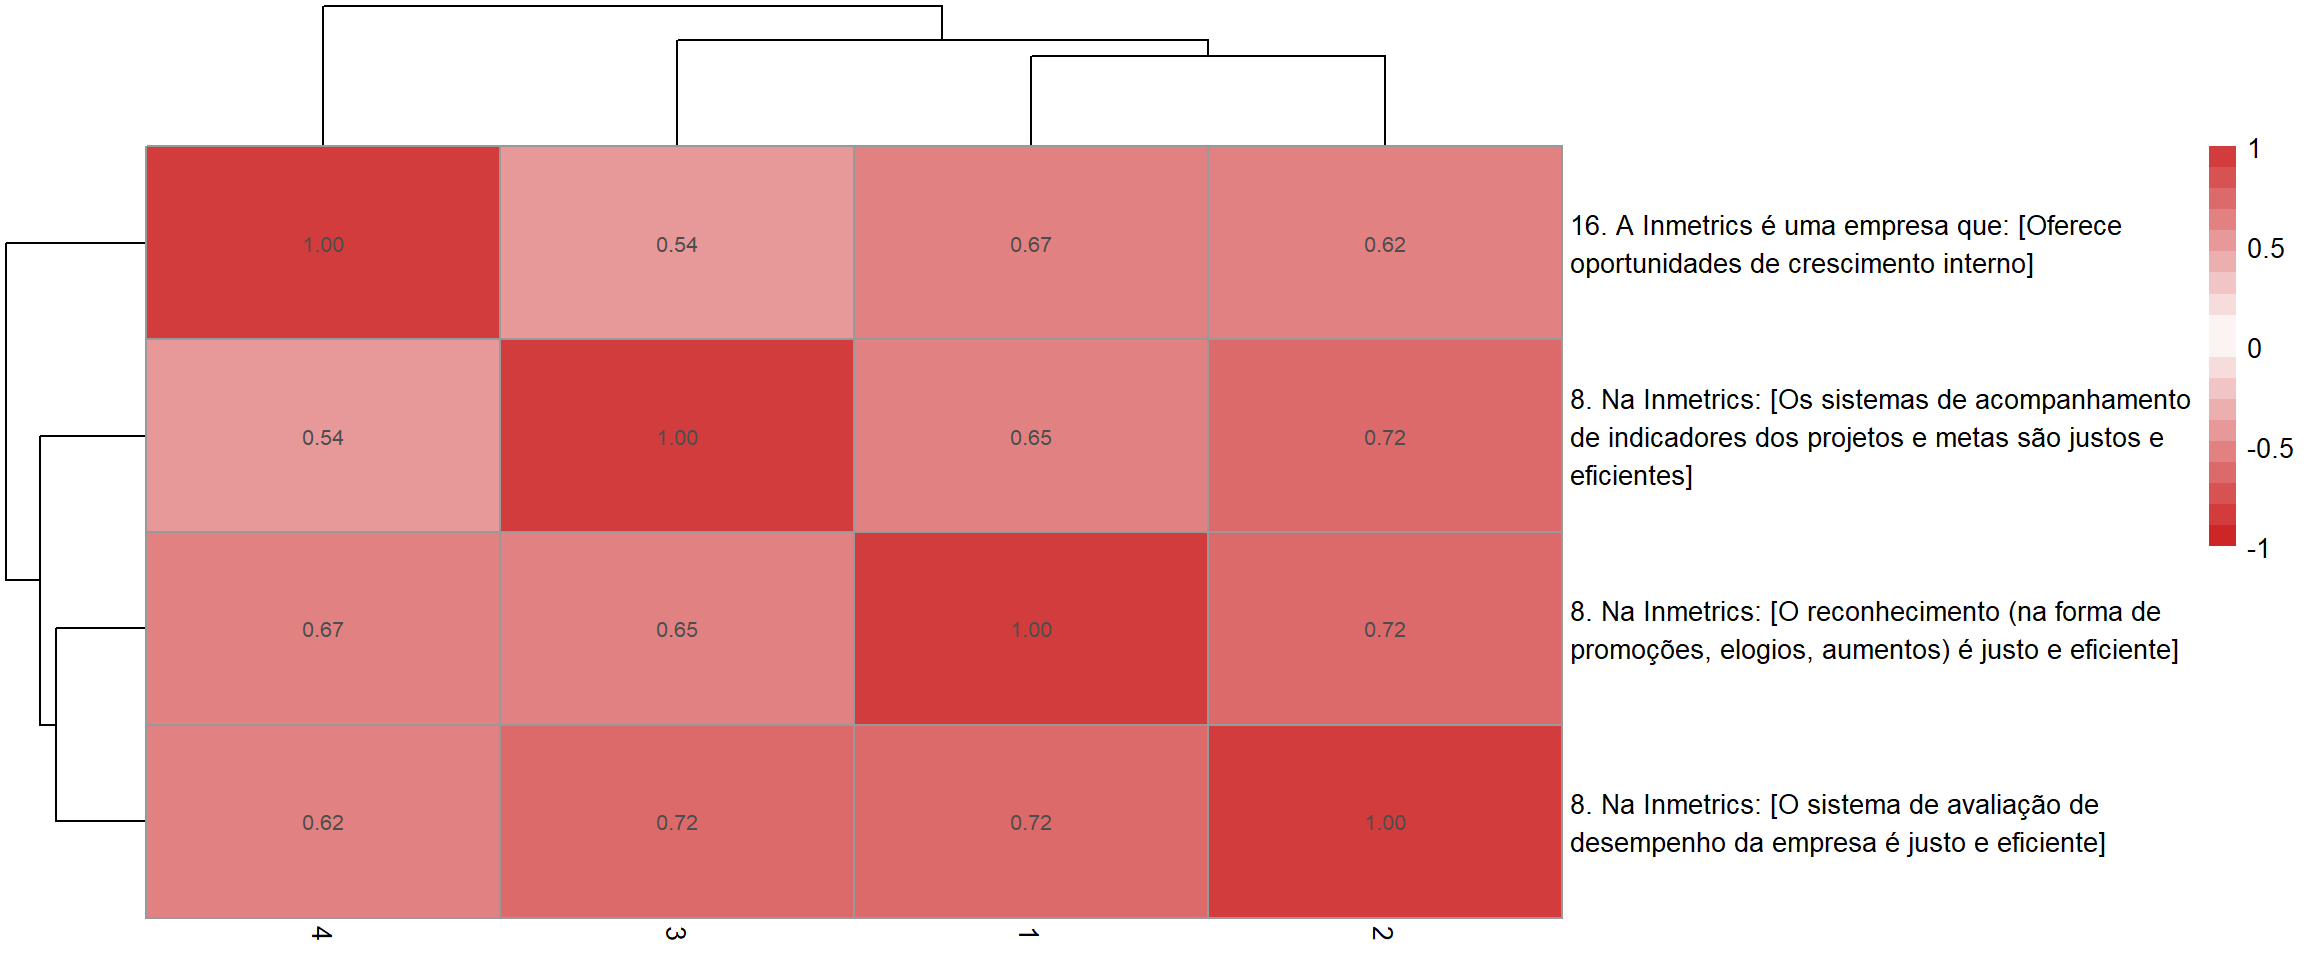 1.00 0.54 0.67 0.62
16. A Inmetrics é uma empresa que: [Oferece
oportunidades de crescimento interno]
0.54 1.00 0.65 0.72
8. Na Inmetrics: [Os sistemas de acompanhamento
de indicadores dos projetos e metas são justos e
eficientes]
0.67 0.65 1.00 0.72
8. Na Inmetrics: [O reconhecimento (na forma de
promoções, elogios, aumentos) é justo e eficiente]
0.62 0.72 0.72 1.00
8. Na Inmetrics: [O sistema de avaliação de
desempenho da empresa é justo e eficiente]
4 3 1 2
1
0.5
0
-0.5
-1